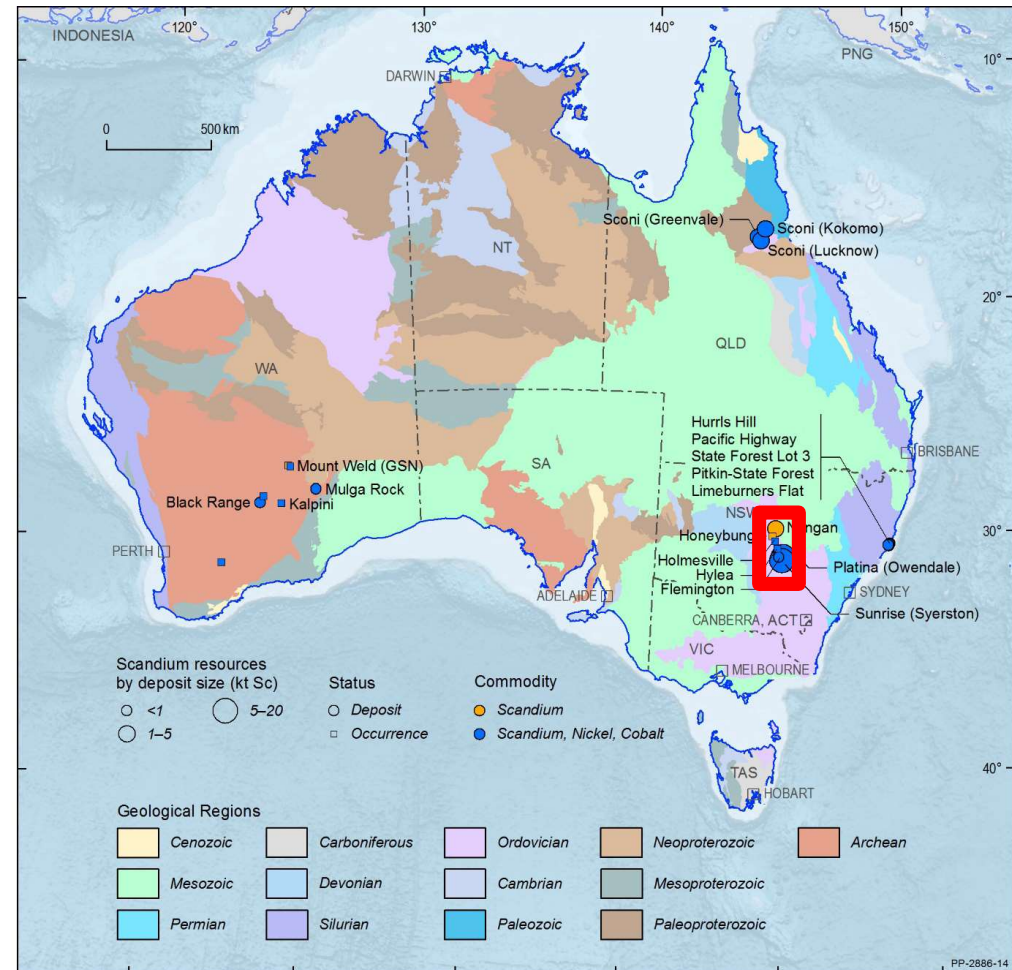 INDONESIA
120°
130°
140°
150°
PNG
10°
DARWIN
0 500 km
Sconi (Greenvale)
Sconi (Kokomo)
Sconi (Lucknow)
NT
20°
QLD
WA
Hurrls Hill
Pacific Highway
State Forest Lot 3
Pitkin-State Forest
Limeburners Flat
BRISBANE
SA
Mount Weld (GSN)
Mulga Rock
Black Range
Kalpini
NSW
30°
Honeybung
PERTH
Holmesville
Hylea
Flemington
Platina (Owendale)
ADELAIDE
SYDNEY
Sunrise (Syerston)
CANBERRA, ACT
VIC
MELBOURNE
Scandium resources
by deposit size (kt Sc)
<1
5–20
1–5
Status
Deposit
Occurrence
Commodity
Scandium
Scandium, Nickel, Cobalt
40°
TAS
HOBART
Geological Regions
Cenozoic
Carboniferous
Ordovician
Neoproterozoic
Archean
Mesozoic
Devonian
Cambrian
Mesoproterozoic
Permian
Silurian
Paleozoic
Paleoproterozoic
PP-2886-14